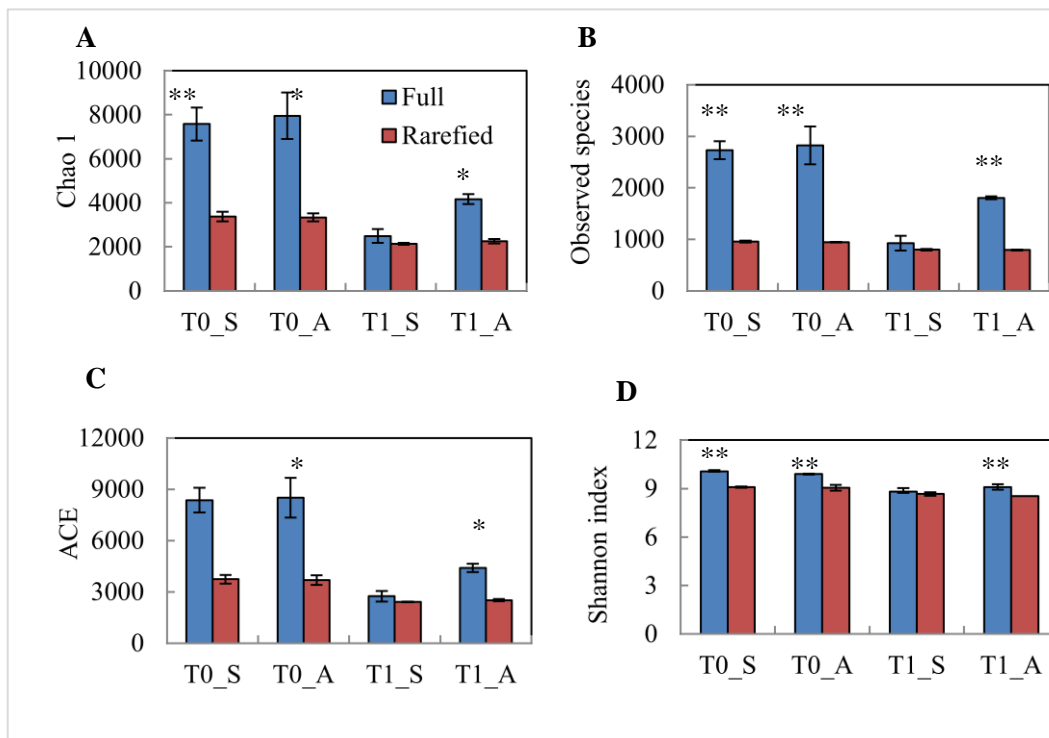 A
Chao 1
10000
8000
6000
4000
2000
0
** * *
Full
Rarefied
T0_S T0_A T1_S T1_A
B
Observed species
4000
3000
2000
1000
0
** ** **
T0_S T0_A T1_S T1_A
C
ACE
12000
9000
6000
3000
0
* *
T0_S T0_A T1_S T1_A
D
Shannon index
12
9
6
3
0
** ** **
T0_S T0_A T1_S T1_A